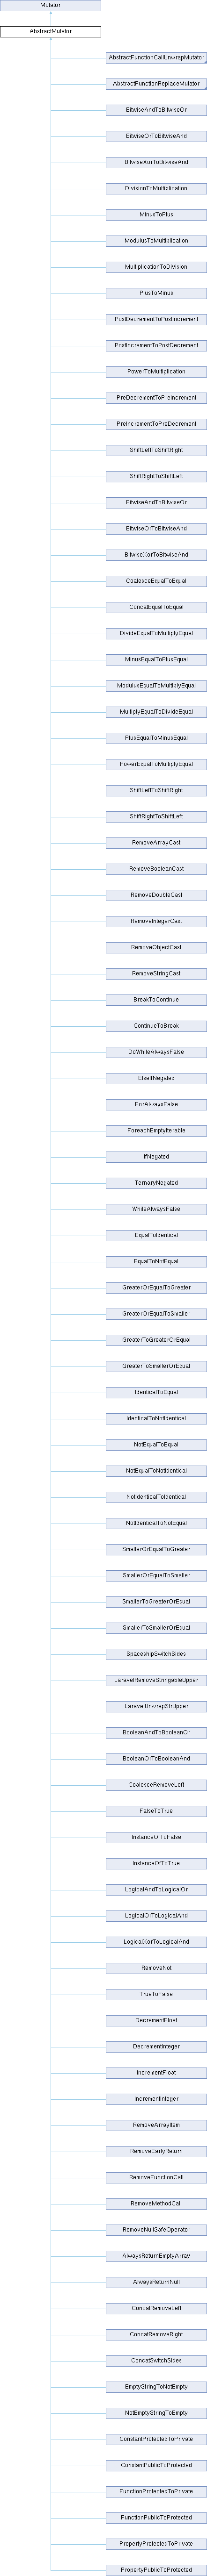 Mutator
AbstractMutator
AbstractFunctionCallUnwrapMutator
AbstractFunctionReplaceMutator
BitwiseAndToBitwiseOr
BitwiseOrToBitwiseAnd
BitwiseXorToBitwiseAnd
DivisionToMultiplication
MinusToPlus
ModulusToMultiplication
MultiplicationToDivision
PlusToMinus
PostDecrementToPostIncrement
PostIncrementToPostDecrement
PowerToMultiplication
PreDecrementToPreIncrement
PreIncrementToPreDecrement
ShiftLeftToShiftRight
ShiftRightToShiftLeft
BitwiseAndToBitwiseOr
BitwiseOrToBitwiseAnd
BitwiseXorToBitwiseAnd
CoalesceEqualToEqual
ConcatEqualToEqual
DivideEqualToMultiplyEqual
MinusEqualToPlusEqual
ModulusEqualToMultiplyEqual
MultiplyEqualToDivideEqual
PlusEqualToMinusEqual
PowerEqualToMultiplyEqual
ShiftLeftToShiftRight
ShiftRightToShiftLeft
RemoveArrayCast
RemoveBooleanCast
RemoveDoubleCast
RemoveIntegerCast
RemoveObjectCast
RemoveStringCast
BreakToContinue
ContinueToBreak
DoWhileAlwaysFalse
ElseIfNegated
ForAlwaysFalse
ForeachEmptyIterable
IfNegated
TernaryNegated
WhileAlwaysFalse
EqualToIdentical
EqualToNotEqual
GreaterOrEqualToGreater
GreaterOrEqualToSmaller
GreaterToGreaterOrEqual
GreaterToSmallerOrEqual
IdenticalToEqual
IdenticalToNotIdentical
NotEqualToEqual
NotEqualToNotIdentical
NotIdenticalToIdentical
NotIdenticalToNotEqual
SmallerOrEqualToGreater
SmallerOrEqualToSmaller
SmallerToGreaterOrEqual
SmallerToSmallerOrEqual
SpaceshipSwitchSides
LaravelRemoveStringableUpper
LaravelUnwrapStrUpper
BooleanAndToBooleanOr
BooleanOrToBooleanAnd
CoalesceRemoveLeft
FalseToTrue
InstanceOfToFalse
InstanceOfToTrue
LogicalAndToLogicalOr
LogicalOrToLogicalAnd
LogicalXorToLogicalAnd
RemoveNot
TrueToFalse
DecrementFloat
DecrementInteger
IncrementFloat
IncrementInteger
RemoveArrayItem
RemoveEarlyReturn
RemoveFunctionCall
RemoveMethodCall
RemoveNullSafeOperator
AlwaysReturnEmptyArray
AlwaysReturnNull
ConcatRemoveLeft
ConcatRemoveRight
ConcatSwitchSides
EmptyStringToNotEmpty
NotEmptyStringToEmpty
ConstantProtectedToPrivate
ConstantPublicToProtected
FunctionProtectedToPrivate
FunctionPublicToProtected
PropertyProtectedToPrivate
PropertyPublicToProtected